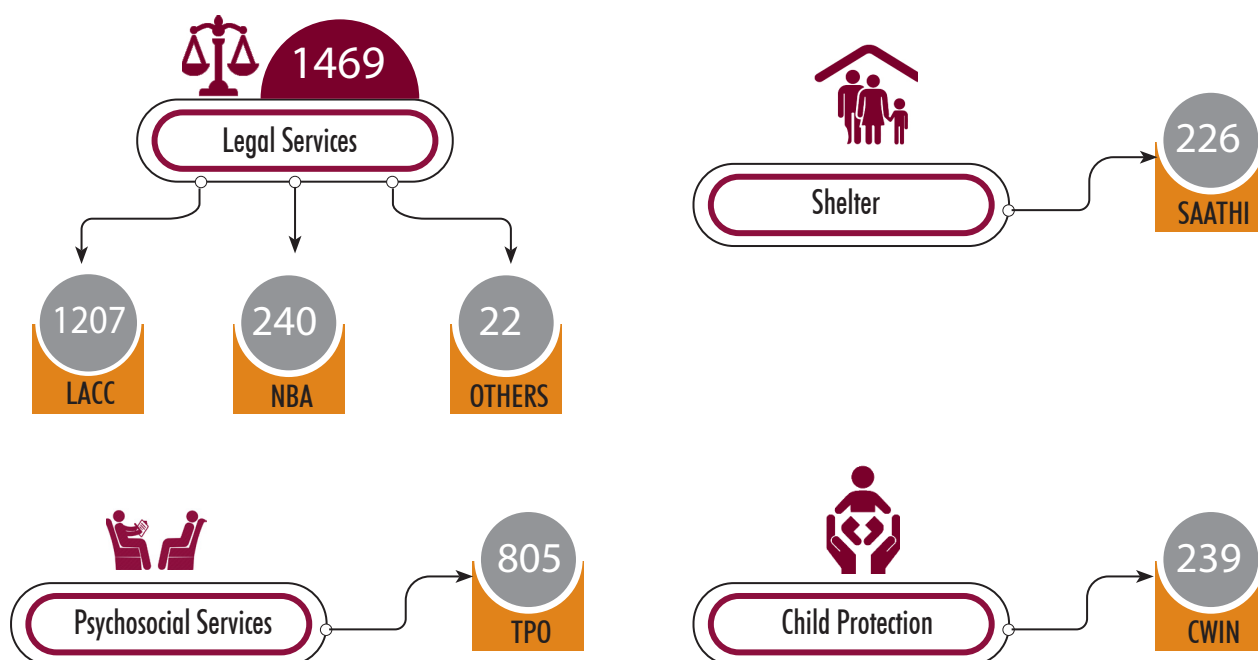 1469
Legal Services
1207
LACC
240
NBA
22
OTHERS
Shelter
226
SAATHI
Psychosocial Services
805
TPO
Child Protection
239
CWIN